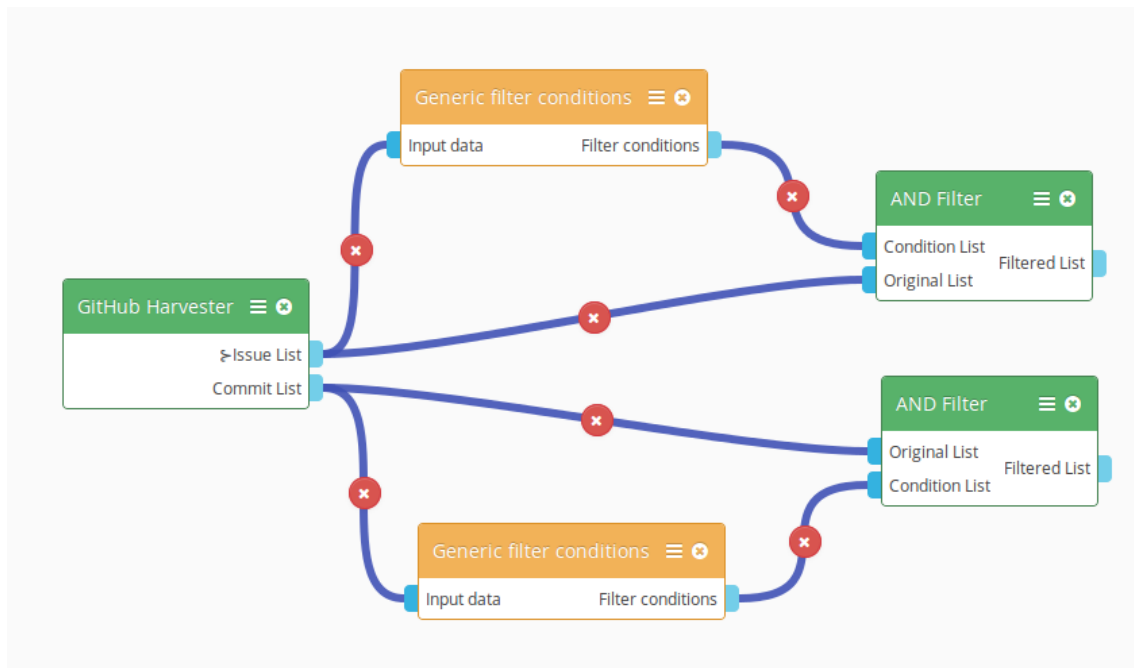 Generic filter conditions
Input data Filter conditions
AND Filter
Condition List
Filtered List
Original List
GitHub Harvester
Issue List
Commit List
AND Filter
Original List
Filtered List
Condition List
Generic filter conditions
Input data Filter conditions